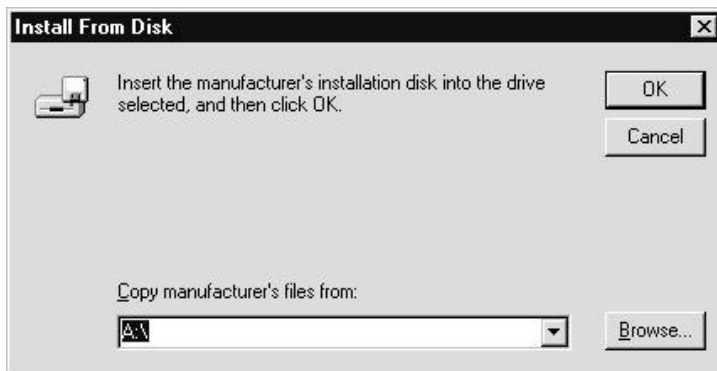 Install From Disk
Insert the manufacturer's installation disk into the drive
selected, and then click OK.
OK
Cancel
Copy manufacturer's files from:
A:\
Browse...